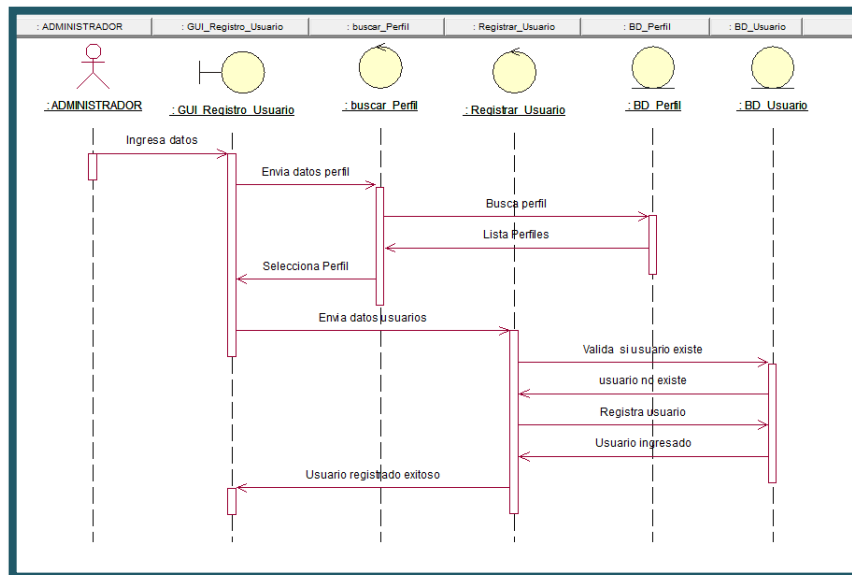 : ADMINISTRADOR
: GUI_Registro_Usuario
: buscar_Perfil
: Registrar_Usuario
: BD_Perfil
: BD_Usuario
: ADMINISTRADOR
: GUI_Registro_Usuario
: buscar_Perfil
: Registrar_Usuario
: BD_Perfil
: BD_Usuario
Ingresa datos
Envia datos perfil
Busca perfil
Lista Perfiles
Selecciona Perfil
Envia datos usuarios
Valida si usuario existe
usuario no existe
Registra usuario
Usuario ingresado
Usuario registrado exitoso